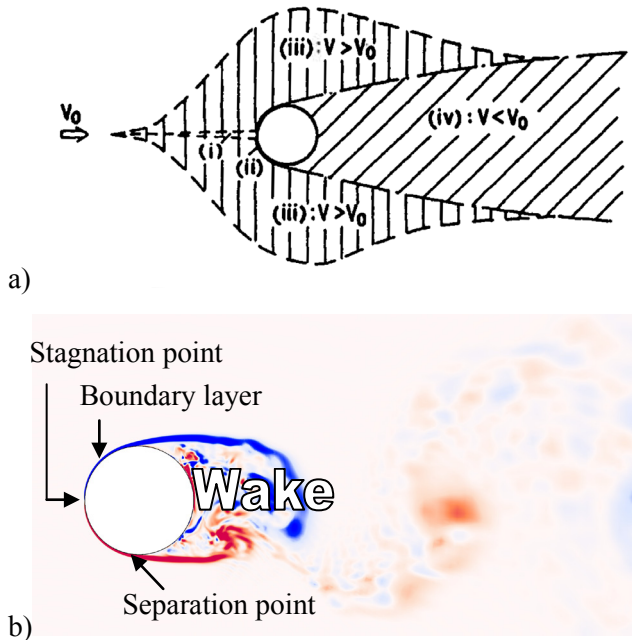 (iii): V > V₀
V₀
(iv): V < V₀
(i)
(ii)
(iii): V > V₀
a)
Stagnation point
Boundary layer
Wake
Separation point
b)